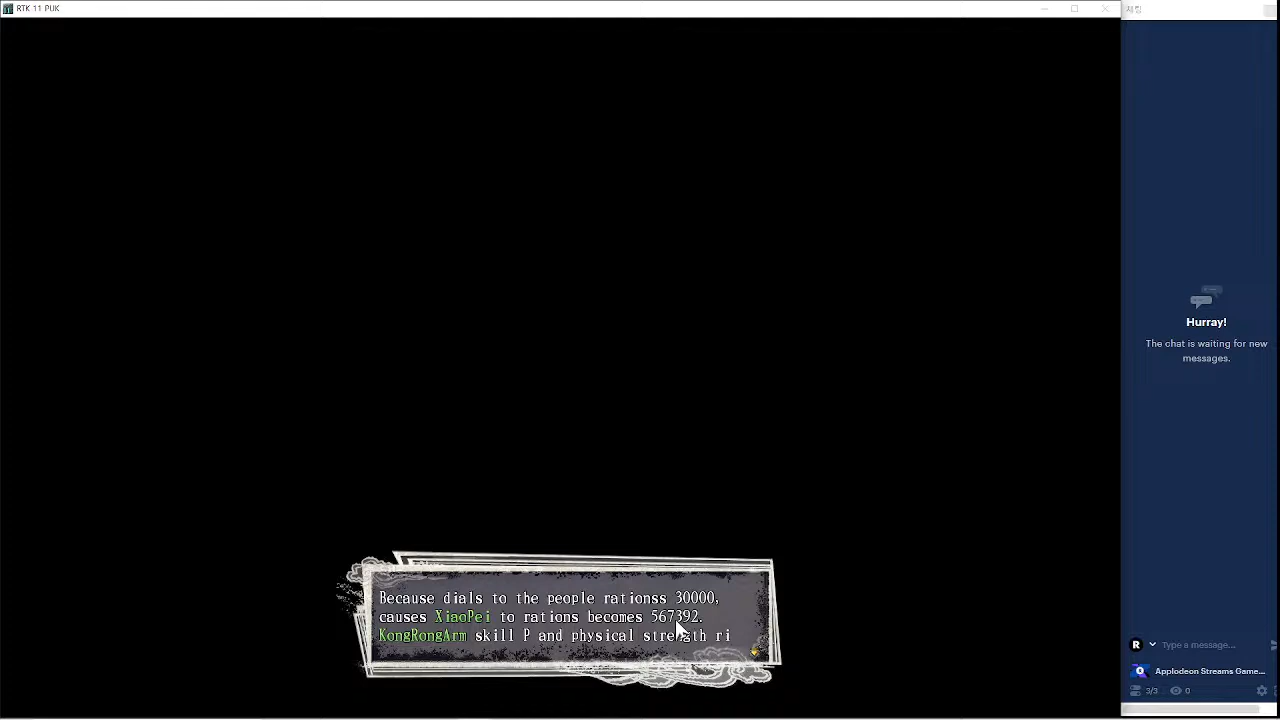 RTK 11 PUK
채팅
Because dials to the people rationss 30000,
causes XiaoPei to rations becomes 567392.
KongRongArm skill P and physical strength ri
Hurray!
The chat is waiting for new
messages.
R
Type a message...
Applodeon Streams Game...
3/3
0